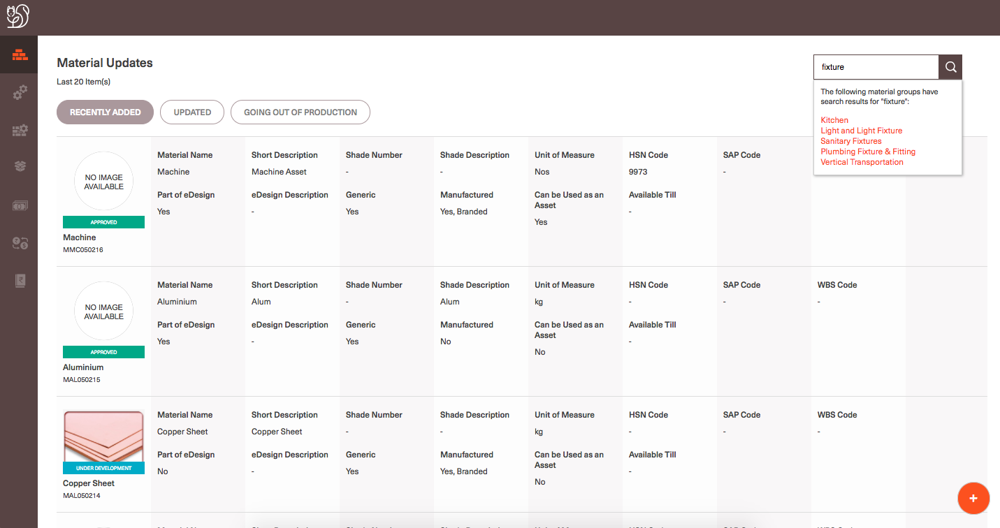 Material Updates
Last 20 Item(s)
fixture
The following material groups have
search results for "fixture":
Kitchen
Light and Light Fixture
Sanitary Fixtures
Plumbing Fixture & Fitting
Vertical Transportation
RECENTLY ADDED
UPDATED
GOING OUT OF PRODUCTION
NO IMAGE
AVAILABLE
APPROVED
Machine
MMC050216
Material Name
Machine
Short Description
Machine Asset
Shade Number
-
Shade Description
-
Unit of Measure
Nos
HSN Code
9973
SAP Code
-
Part of eDesign
Yes
eDesign Description
-
Generic
Yes
Manufactured
Yes, Branded
Can be Used as an
Asset
Yes
Available Till
-
NO IMAGE
AVAILABLE
APPROVED
Aluminium
MAL050215
Material Name
Aluminium
Short Description
Alum
Shade Number
-
Shade Description
Alum
Unit of Measure
kg
HSN Code
-
SAP Code
-
WBS Code
-
Part of eDesign
Yes
eDesign Description
-
Generic
Yes
Manufactured
No
Can be Used as an
Asset
No
Available Till
-
UNDER DEVELOPMENT
Copper Sheet
MAL050214
Material Name
Copper Sheet
Short Description
Copper Sheet
Shade Number
-
Shade Description
-
Unit of Measure
kg
HSN Code
-
SAP Code
-
WBS Code
-
Part of eDesign
No
eDesign Description
-
Generic
Yes
Manufactured
Yes, Branded
Can be Used as an
Asset
No
Available Till
-
+